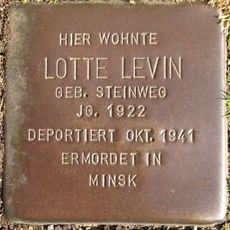 HIER WOHNTE
LOTTE LEVIN
GEB. STEINWEG
JG. 1922
DEPORTIERT OKT. 1941
ERMORDET IN
MINSK